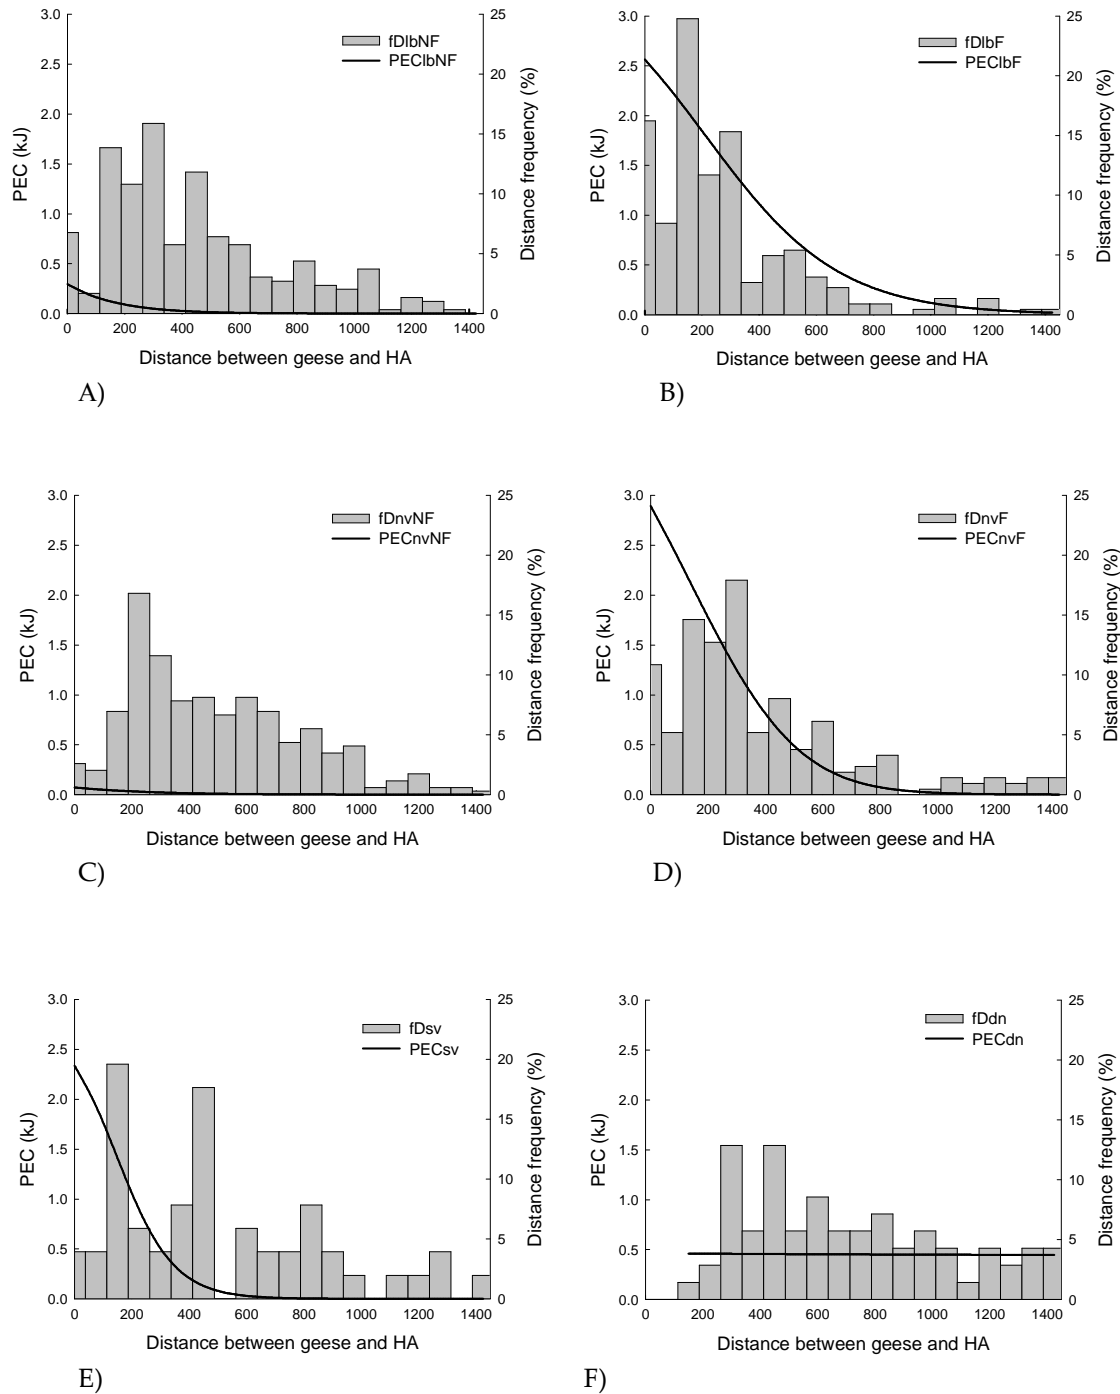 3.0
2.5
2.0
1.5
1.0
0.5
0.0
PEC (kJ)
25
20
15
10
5
0
Distance frequency (%)
fDlbNF
PEClbNF
0 200 400 600 800 1000 1200 1400
Distance between geese and HA
A)
3.0
2.5
2.0
1.5
1.0
0.5
0.0
PEC (kJ)
25
20
15
10
5
0
Distance frequency (%)
fDlbF
PEClbF
0 200 400 600 800 1000 1200 1400
Distance between geese and HA
B)
3.0
2.5
2.0
1.5
1.0
0.5
0.0
PEC (kJ)
25
20
15
10
5
0
Distance frequency (%)
fDnvNF
PECnvNF
0 200 400 600 800 1000 1200 1400
Distance between geese and HA
C)
3.0
2.5
2.0
1.5
1.0
0.5
0.0
PEC (kJ)
25
20
15
10
5
0
Distance frequency (%)
fDnvF
PECnvF
0 200 400 600 800 1000 1200 1400
Distance between geese and HA
D)
3.0
2.5
2.0
1.5
1.0
0.5
0.0
PEC (kJ)
25
20
15
10
5
0
Distance frequency (%)
fDsv
PECsv
0 200 400 600 800 1000 1200 1400
Distance between geese and HA
E)
3.0
2.5
2.0
1.5
1.0
0.5
0.0
PEC (kJ)
25
20
15
10
5
0
Distance frequency (%)
fDdn
PECdn
0 200 400 600 800 1000 1200 1400
Distance between geese and HA
F)